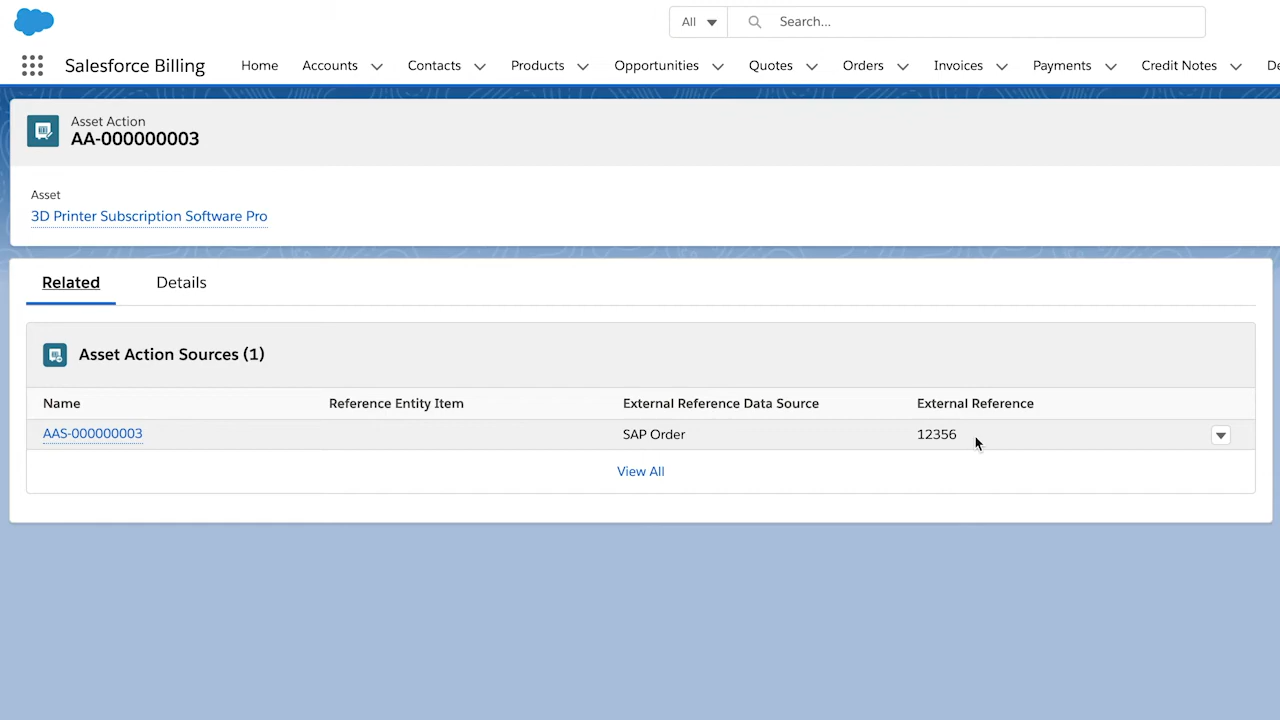 All Search...
Salesforce Billing Home Accounts Contacts Products Opportunities Quotes Orders Invoices Payments Credit Notes De
Asset Action
AA-000000003
Asset
3D Printer Subscription Software Pro
Related Details
Asset Action Sources (1)
Name Reference Entity Item External Reference Data Source External Reference
AAS-000000003 SAP Order 12356
View All